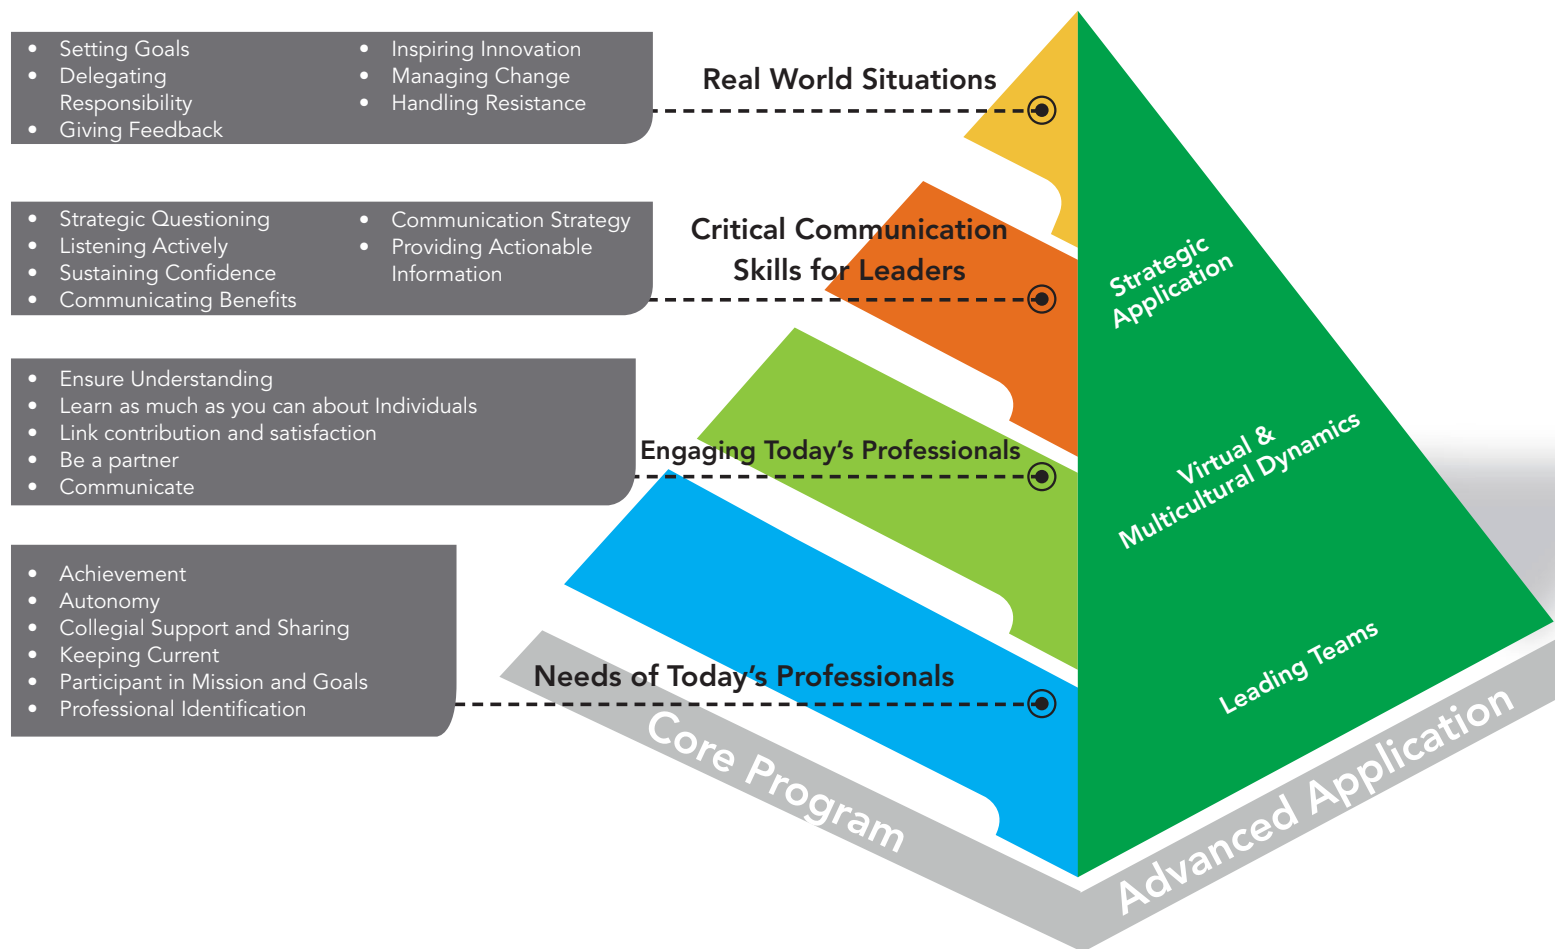 • Setting Goals
• Delegating
Responsibility
• Giving Feedback
• Inspiring Innovation
• Managing Change
• Handling Resistance
Real World Situations
• Strategic Questioning
• Listening Actively
• Sustaining Confidence
• Communicating Benefits
• Communication Strategy
• Providing Actionable
Information
Critical Communication
Skills for Leaders
• Ensure Understanding
• Learn as much as you can about Individuals
• Link contribution and satisfaction
• Be a partner
• Communicate
Engaging Today’s Professionals
• Achievement
• Autonomy
• Collegial Support and Sharing
• Keeping Current
• Participant in Mission and Goals
• Professional Identification
Needs of Today’s Professionals
Core Program
Strategic
Application
Virtual &
Multicultural Dynamics
Leading Teams
Advanced Application